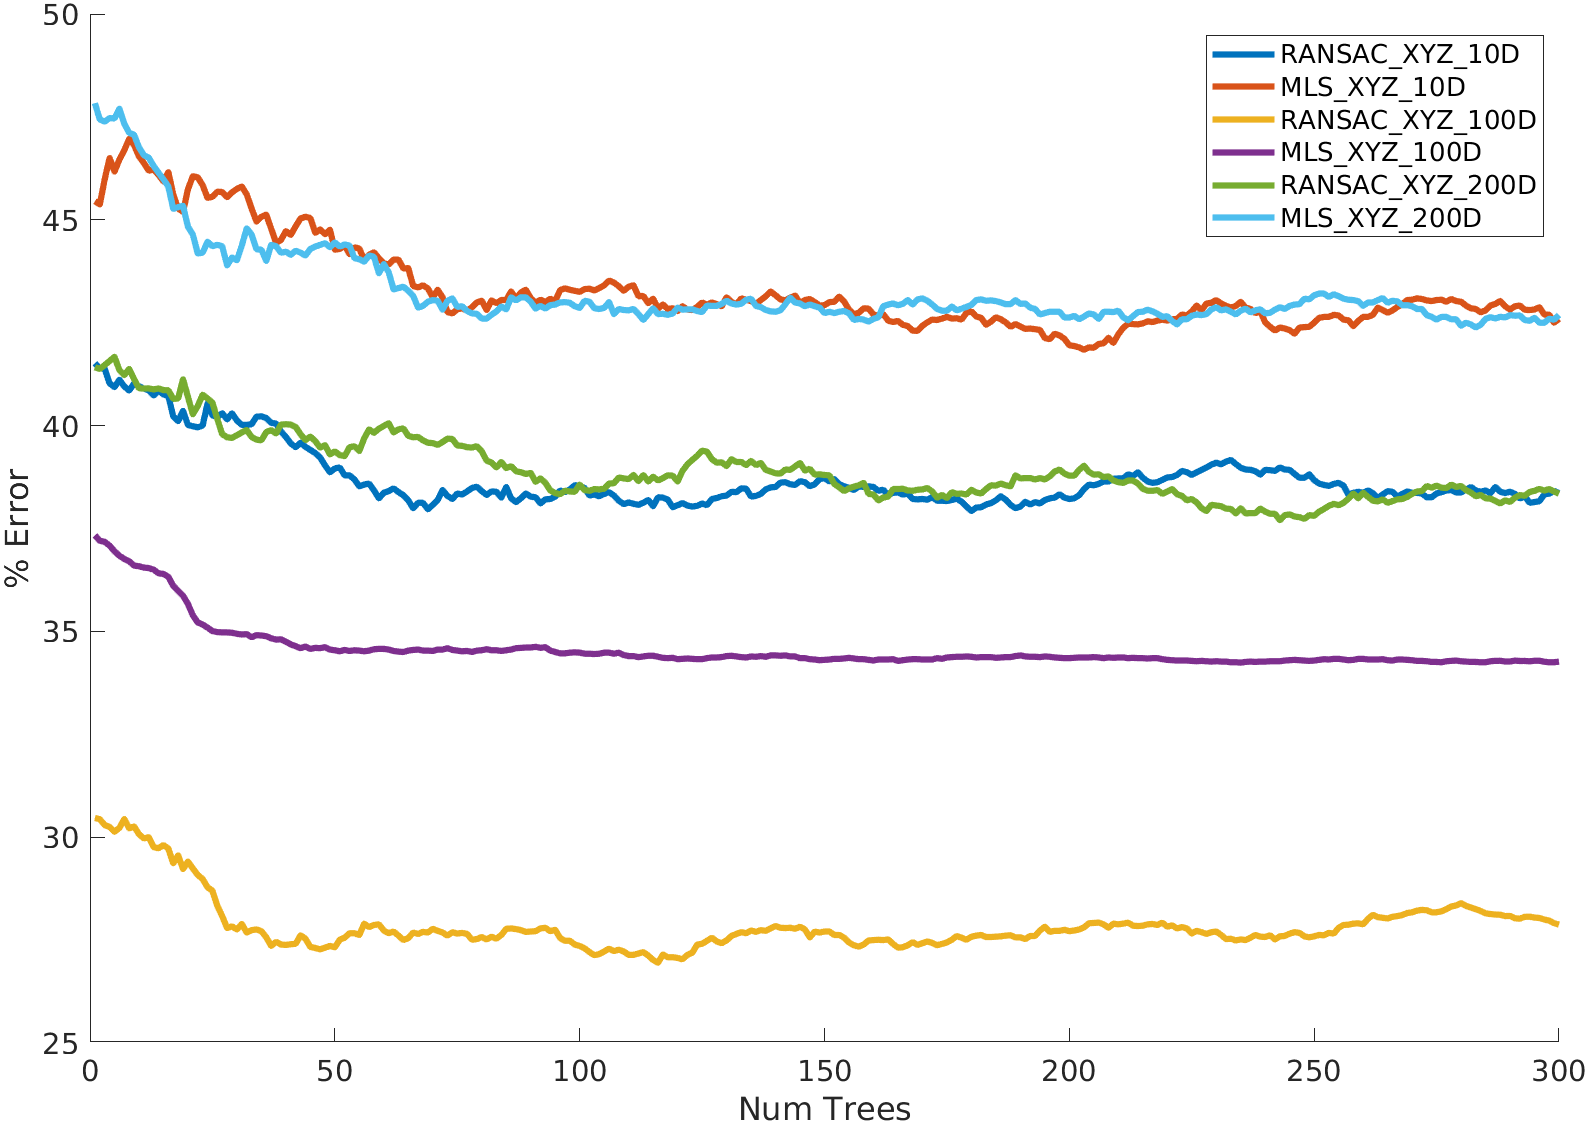 50
45
40
35
30
25
% Error
0
50
100
150
200
250
300
Num Trees
RANSAC_XYZ_10D
MLS_XYZ_10D
RANSAC_XYZ_100D
MLS_XYZ_100D
RANSAC_XYZ_200D
MLS_XYZ_200D